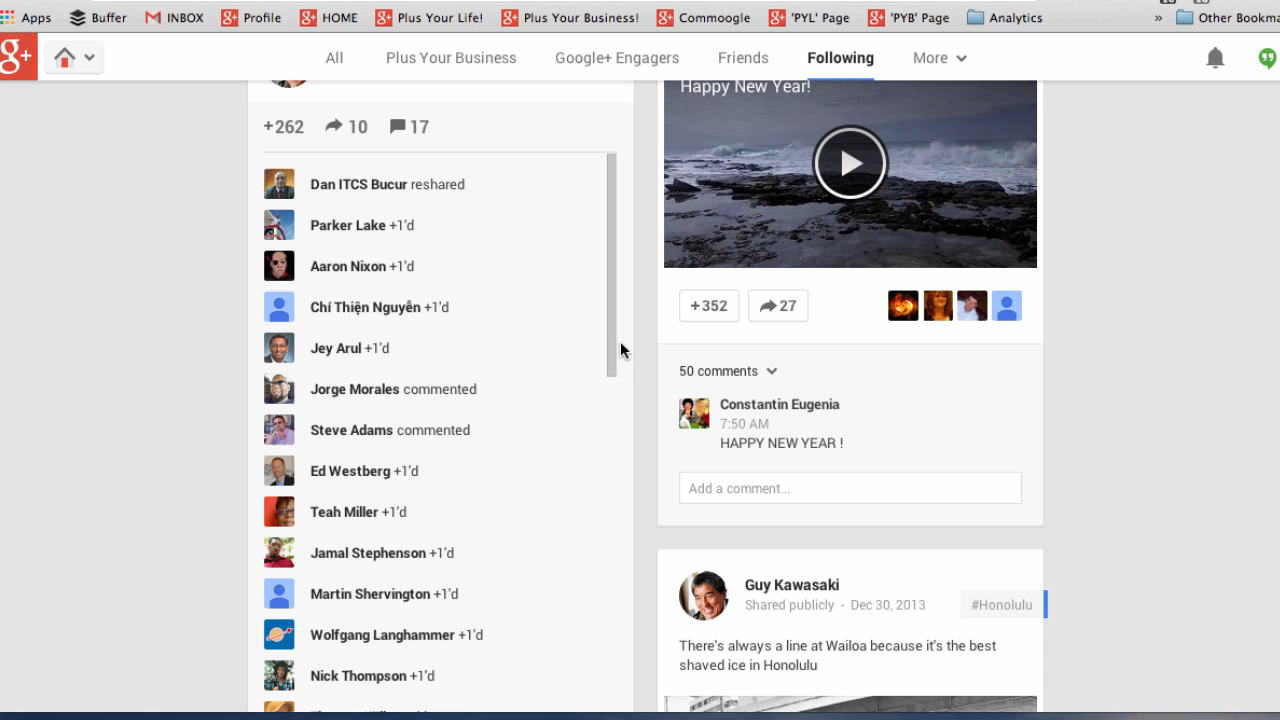 Apps Buffer INBOX Profile HOME Plus Your Life! Plus Your Business! Commoogle 'PYL' Page 'PYB' Page Analytics » Other Bookma
g+ All Plus Your Business Google+ Engagers Friends Following More
+262 10 17
Dan ITCS Bucur reshared
Parker Lake +1'd
Aaron Nixon +1'd
Chí Thiện Nguyễn +1'd
Jey Arul +1'd
Jorge Morales commented
Steve Adams commented
Ed Westberg +1'd
Teah Miller +1'd
Jamal Stephenson +1'd
Martin Shervington +1'd
Wolfgang Langhammer +1'd
Nick Thompson +1'd
Happy New Year!
+352 27
50 comments
Constantin Eugenia
7:50 AM
HAPPY NEW YEAR !
Add a comment...
Guy Kawasaki
Shared publicly - Dec 30, 2013
#Honolulu
There's always a line at Wailoa because it's the best
shaved ice in Honolulu